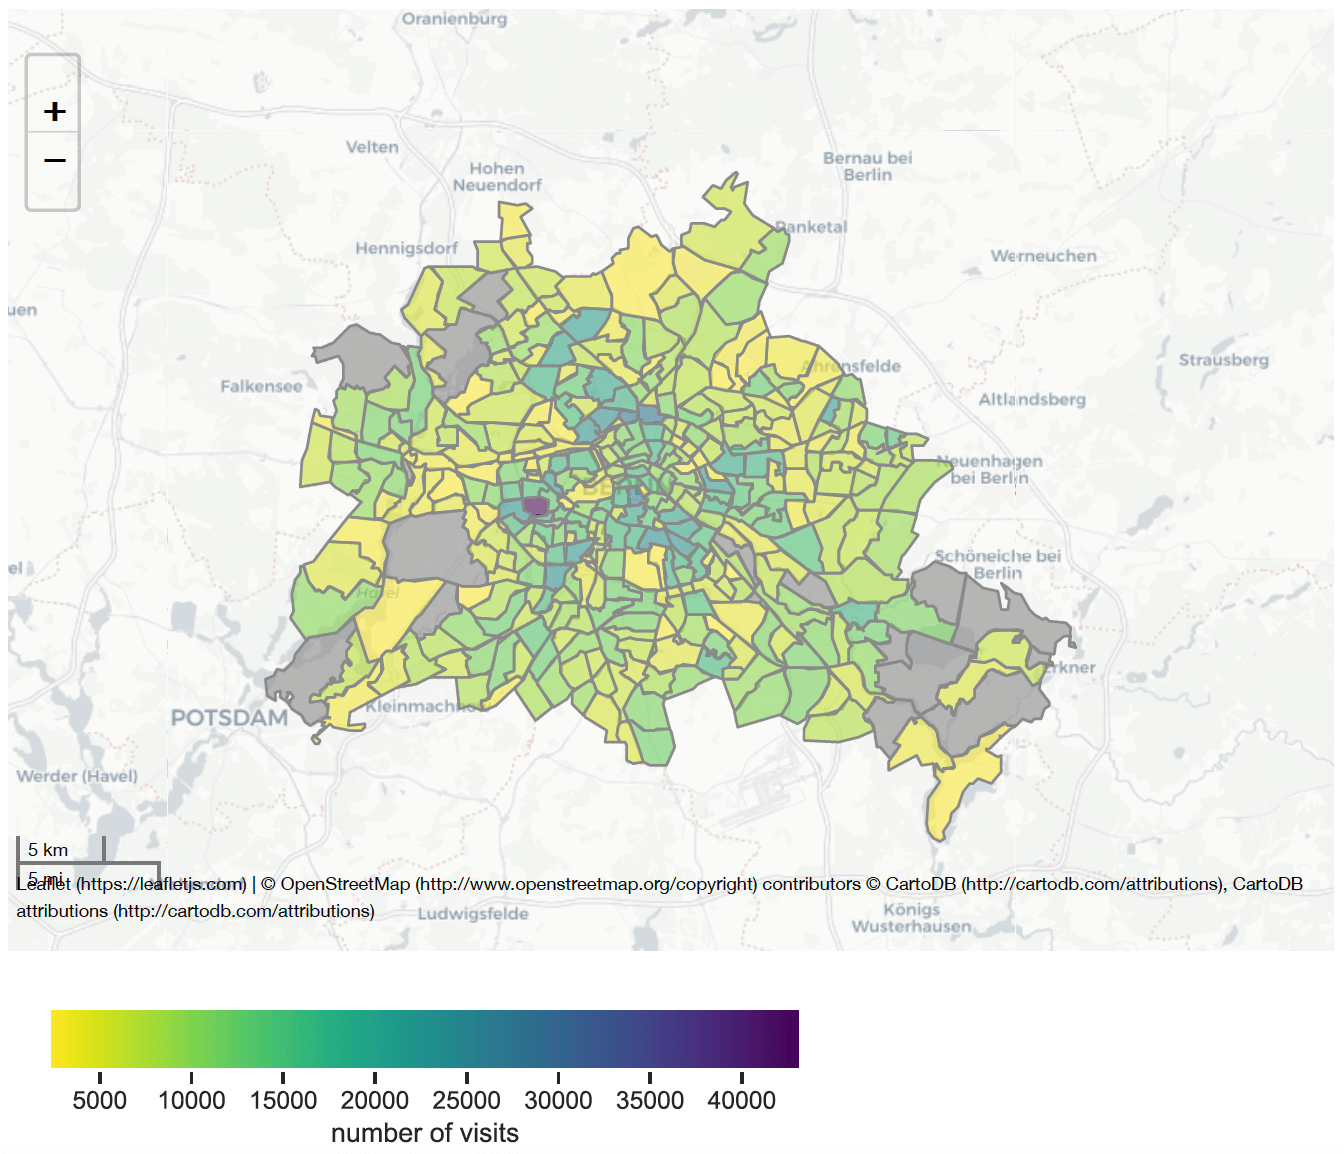 Oranienburg
+
Velten
Bernau bei
Berlin
−
Hohen
Neuendorf
Panketal
Hennigsdorf
Werneuchen
uen
Strausberg
Ahrensfelde
Falkensee
Altlandsberg
Neuenhagen
bei Berlin
BERLIN
Schöneiche bei
Berlin
el
Havel
rkner
Kleinmachno
POTSDAM
Werder (Havel)
5 km
5 mi
Leaflet (https://leafletjs.com) | © OpenStreetMap (http://www.openstreetmap.org/copyright) contributors © CartoDB (http://cartodb.com/attributions), CartoDB
attributions (http://cartodb.com/attributions)
Ludwigsfelde
Königs
Wusterhausen
5000 10000 15000 20000 25000 30000 35000 40000
number of visits